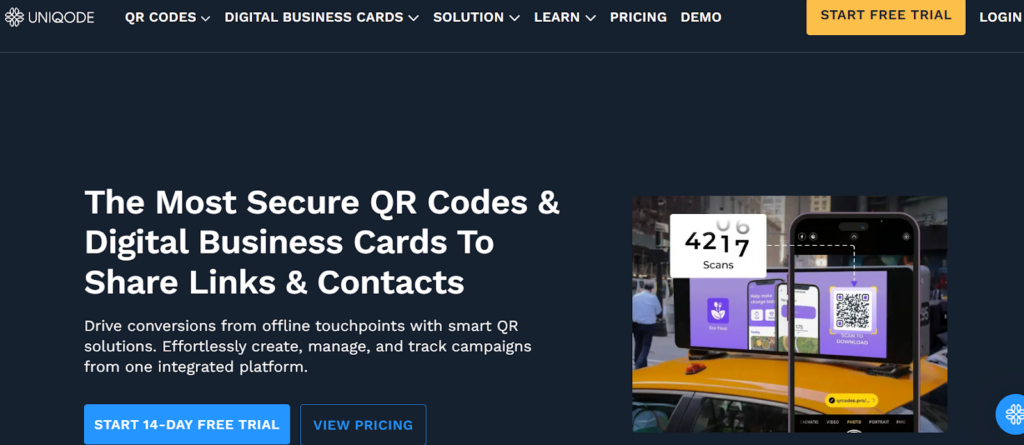 UNIQODE
QR CODES
DIGITAL BUSINESS CARDS
SOLUTION
LEARN
PRICING
DEMO
START FREE TRIAL
LOGIN
The Most Secure QR Codes &
Digital Business Cards To
Share Links & Contacts
Drive conversions from offline touchpoints with smart QR
solutions. Effortlessly create, manage, and track campaigns
from one integrated platform.
START 14-DAY FREE TRIAL
VIEW PRICING
4217
Scans
SCAN TO
DOWNLOAD
VIDEO
PHOTO
PORTRAIT